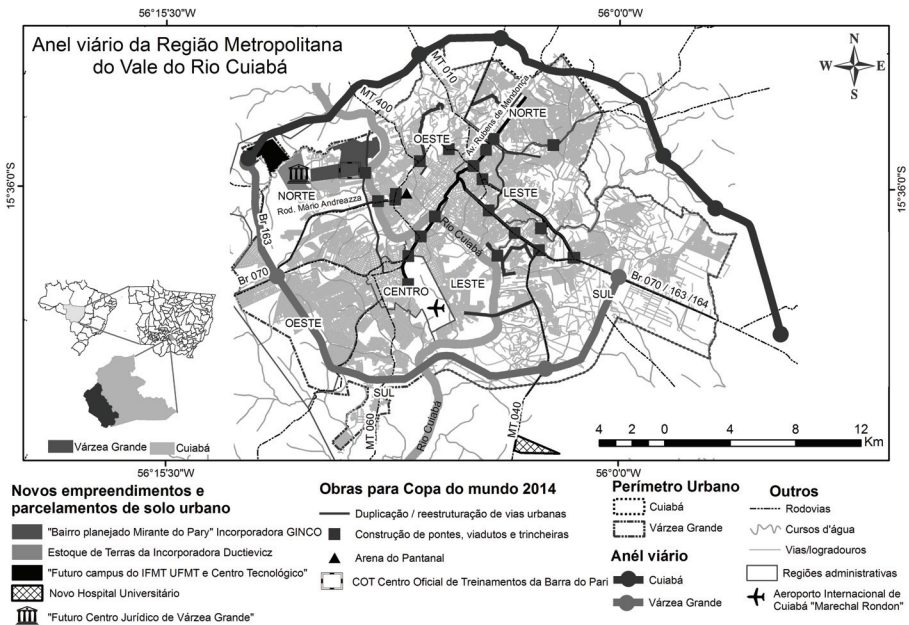 56°15'30"W
56°0'0"W
Anel viário da Região Metropolitana
do Vale do Rio Cuiabá
N
W E
S
MT 010
MT 400
Av. Rubens de Mendonça
NORTE
OESTE
15°36'0"S
15°36'0"S
NORTE
LESTE
Rod. Mário Andreazza
Br 163
Rio Cuiabá
Br 070
CENTRO
LESTE
Br 070 / 163 /164
SUL
OESTE
SUL
MT 060
Rio Cuiabá
MT 040
4 2 0 4 8 12
Km
Várzea Grande
Cuiabá
56°15'30"W
56°0'0"W
Novos empreendimentos e
parcelamentos de solo urbano
"Bairro planejado Mirante do Pary" Incorporadora GINCO
Estoque de Terras da Incorporadora Ductievicz
"Futuro campus do IFMT UFMT e Centro Tecnológico"
Novo Hospital Universitário
"Futuro Centro Jurídico de Várzea Grande"
Obras para Copa do mundo 2014
Duplicação / reestruturação de vias urbanas
Construção de pontes, viadutos e trincheiras
Arena do Pantanal
COT Centro Oficial de Treinamentos da Barra do Pari
Perímetro Urbano
Cuiabá
Várzea Grande
Anél viário
Cuiabá
Várzea Grande
Outros
Rodovias
Cursos d'água
Vias/logradouros
Regiões administrativas
Aeroporto Internacional de
Cuiabá "Marechal Rondon"